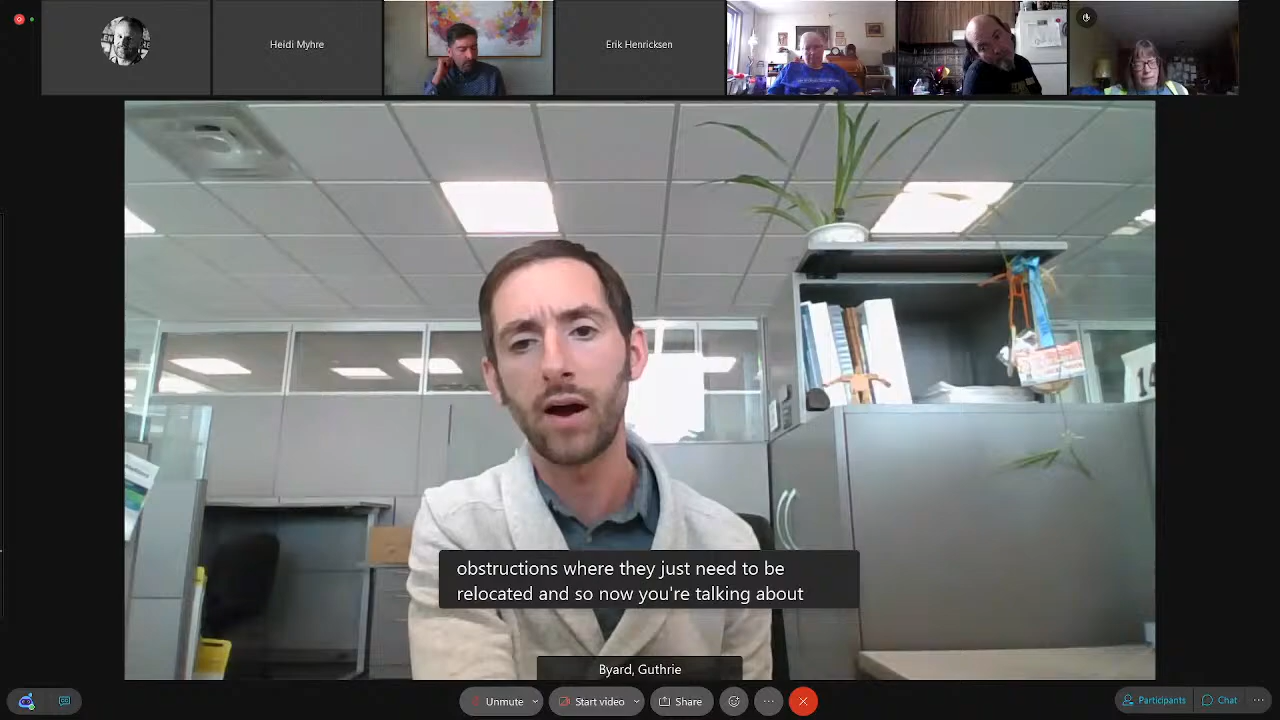 Heidi Myhre
Erik Henricksen
obstructions where they just need to be
relocated and so now you're talking about
Byard, Guthrie
Unmute
Start video
Share
Participants
Chat